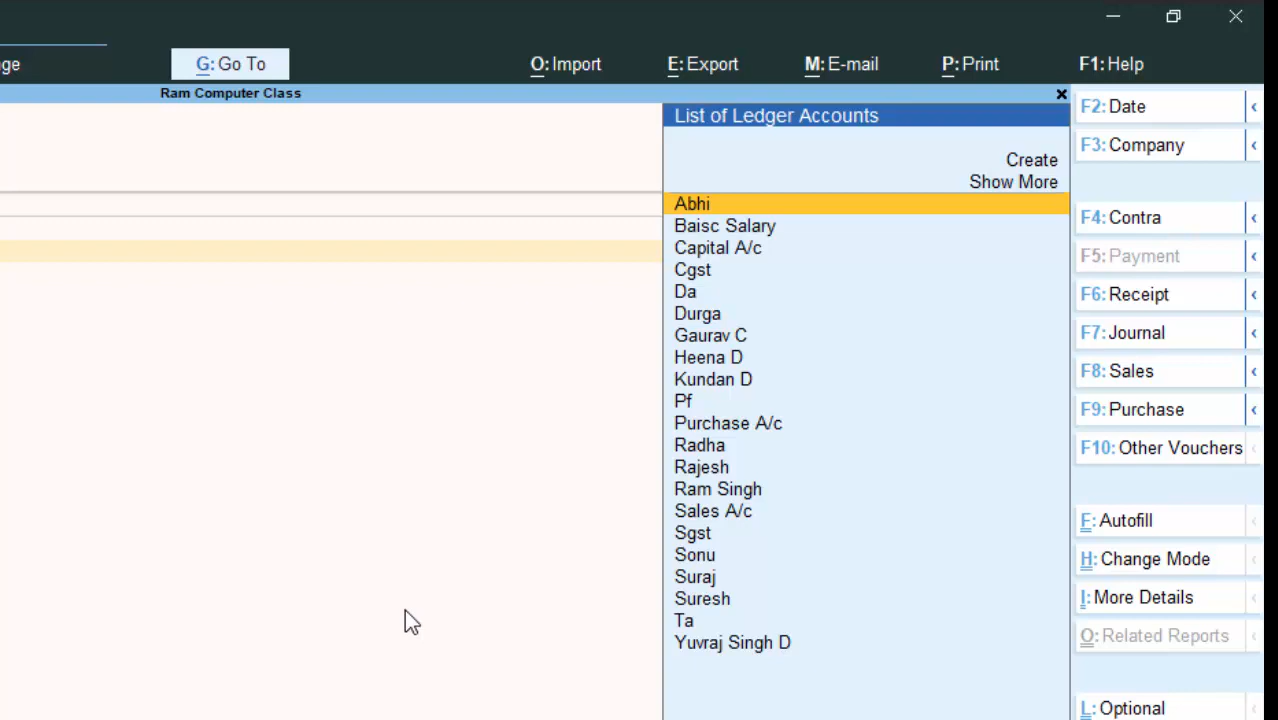 ge
G: Go To
O: Import
E: Export
M: E-mail
P: Print
F1: Help
Ram Computer Class
List of Ledger Accounts
Create
Show More
Abhi
Baisc Salary
Capital A/c
Cgst
Da
Durga
Gaurav C
Heena D
Kundan D
Pf
Purchase A/c
Radha
Rajesh
Ram Singh
Sales A/c
Sgst
Sonu
Suraj
Suresh
Ta
Yuvraj Singh D
F2: Date
F3: Company
F4: Contra
F5: Payment
F6: Receipt
F7: Journal
F8: Sales
F9: Purchase
F10: Other Vouchers
F: Autofill
H: Change Mode
I: More Details
O: Related Reports
L: Optional